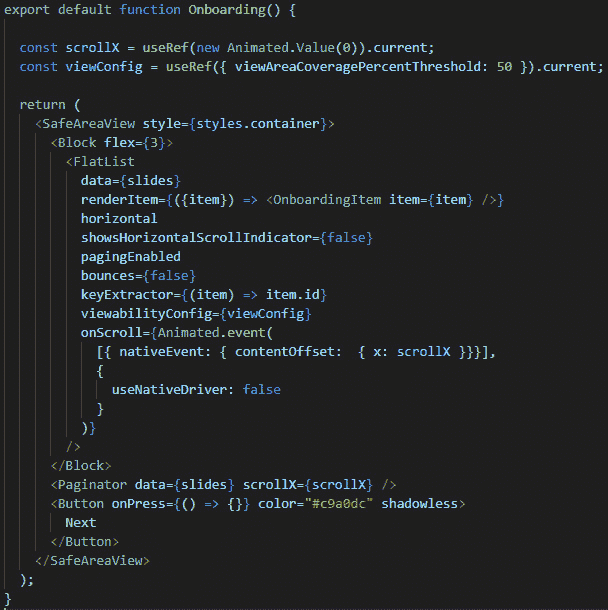 export default function Onboarding() {
const scrollX = useRef(new Animated.Value(0)).current;
const viewConfig = useRef({ viewAreaCoveragePercentThreshold: 50 }).current;
return (
<SafeAreaView style={styles.container}>
<Block flex={3}>
<FlatList
data={slides}
renderItem={({item}) => <OnboardingItem item={item} />}
horizontal
showsHorizontalScrollIndicator={false}
pagingEnabled
bounces={false}
keyExtractor={(item) => item.id}
viewabilityConfig={viewConfig}
onScroll={Animated.event(
[{ nativeEvent: { contentOffset:  { x: scrollX }}}],
{
useNativeDriver: false
}
)}
/>
</Block>
<Paginator data={slides} scrollX={scrollX} />
<Button onPress={() => {}} color="#c9a0dc" shadowless>
Next
</Button>
</SafeAreaView>
);
}